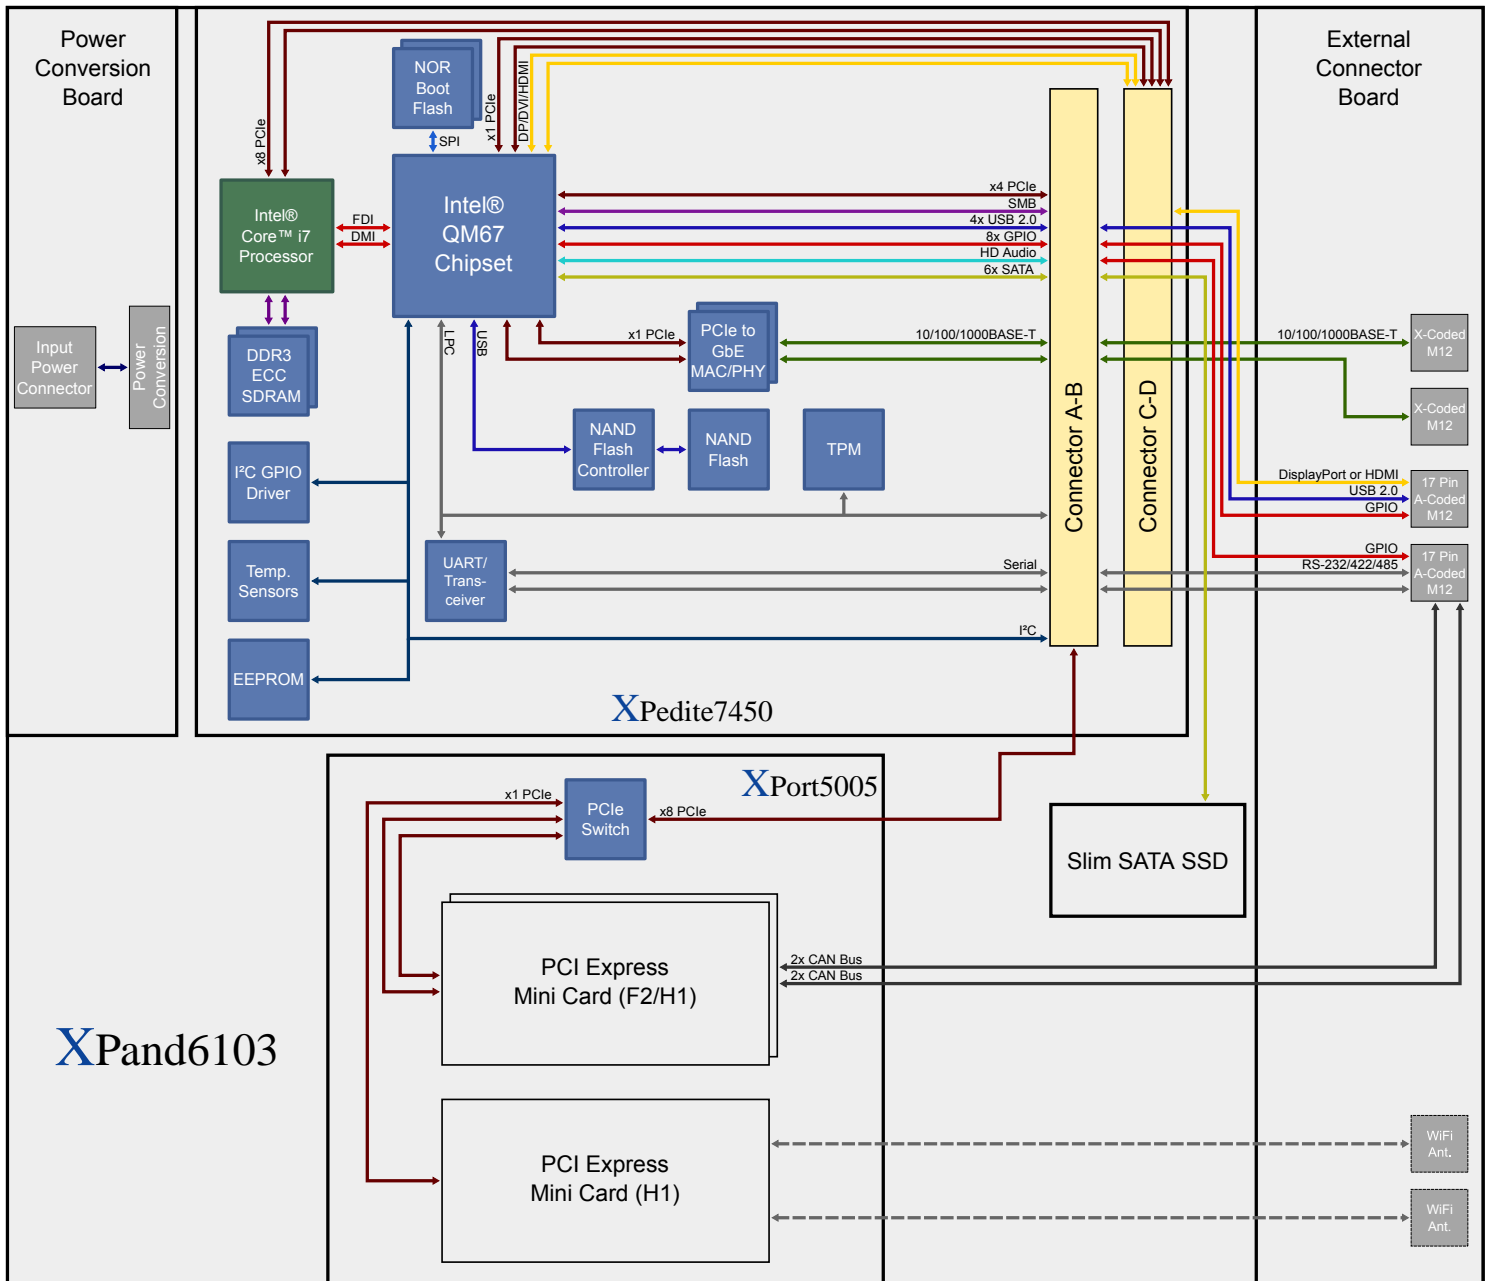 Power
Conversion
Board
External
Connector
Board
NOR
Boot
Flash
SPI
x8 PCIe
x1 PCIe
DP/DVI/HDMI
Intel®
Core™ i7
Processor
FDI
DMI
Intel®
QM67
Chipset
x4 PCIe
SMB
4x USB 2.0
8x GPIO
HD Audio
6x SATA
Connector A-B
Connector C-D
Input
Power
Connector
Power
Conversion
DDR3
ECC
SDRAM
LPC
USB
x1 PCIe
PCIe to
GbE
MAC/PHY
10/100/1000BASE-T
10/100/1000BASE-T
X-Coded
M12
X-Coded
M12
NAND
Flash
Controller
NAND
Flash
TPM
I²C GPIO
Driver
DisplayPort or HDMI
USB 2.0
GPIO
17 Pin
A-Coded
M12
Temp.
Sensors
UART/
Trans-
ceiver
Serial
GPIO
RS-232/422/485
17 Pin
A-Coded
M12
I²C
EEPROM
XPedite7450
XPort5005
x1 PCIe
PCIe
Switch
x8 PCIe
Slim SATA SSD
PCI Express
Mini Card (F2/H1)
2x CAN Bus
2x CAN Bus
XPand6103
PCI Express
Mini Card (H1)
WiFi
Ant.
WiFi
Ant.